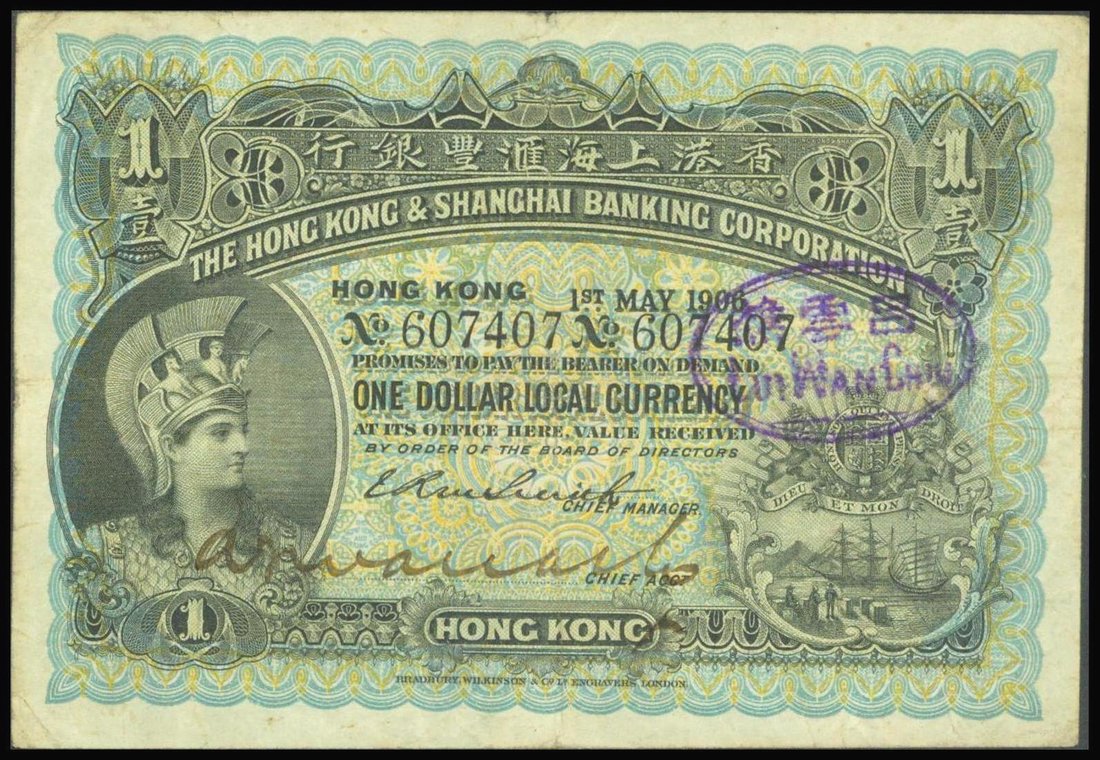 1
1
香港上海滙豐銀行
壹
壹
THE HONG KONG & SHANGHAI BANKING CORPORATION
HONG KONG 1ST MAY 1906
No 607407 No 607407
PROMISES TO PAY THE BEARER ON DEMAND
ONE DOLLAR LOCAL CURRENCY
AT ITS OFFICE HERE, VALUE RECEIVED
BY ORDER OF THE BOARD OF DIRECTORS
CHIEF MANAGER.
CHIEF ACCT
DIEU ET MON DROIT
1
HONG KONG
BRADBURY, WILKINSON & Co. Ld. ENGRAVERS, LONDON.